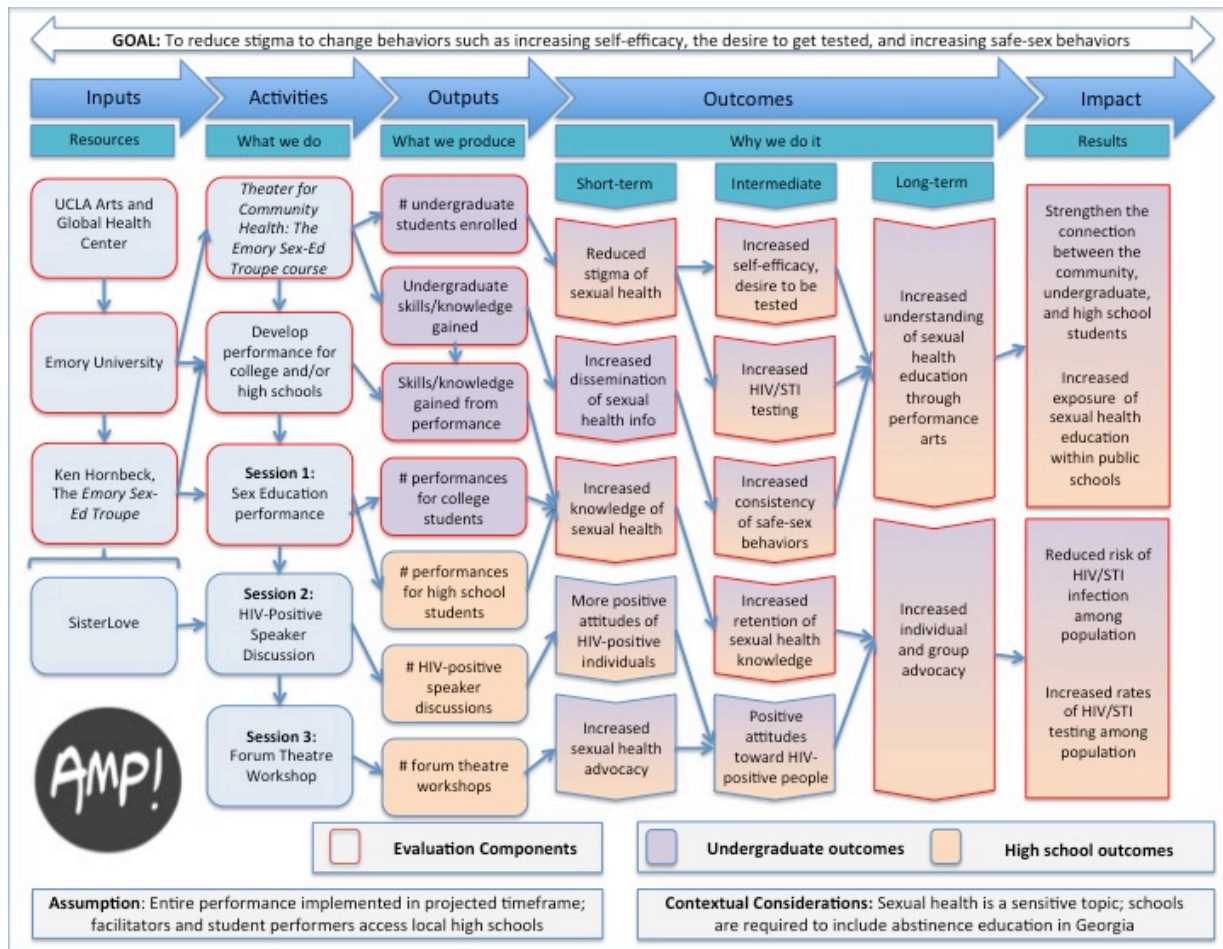 GOAL: To reduce stigma to change behaviors such as increasing self-efficacy, the desire to get tested, and increasing safe-sex behaviors
Inputs
Activities
Outputs
Outcomes
Impact
Resources
What we do
What we produce
Why we do it
Results
Short-term
Intermediate
Long-term
UCLA Arts and
Global Health
Center
Emory University
Ken Hornbeck,
The Emory Sex-
Ed Troupe
SisterLove
Theater for
Community
Health: The
Emory Sex-Ed
Troupe course
Develop
performance for
college and/or
high schools
Session 1:
Sex Education
performance
Session 2:
HIV-Positive
Speaker
Discussion
Session 3:
Forum Theatre
Workshop
# undergraduate
students enrolled
Undergraduate
skills/knowledge
gained
Skills/knowledge
gained from
performance
# performances
for college
students
# performances
for high school
students
# HIV-positive
speaker
discussions
# forum theatre
workshops
Reduced
stigma of
sexual health
Increased
dissemination
of sexual
health info
Increased
knowledge of
sexual health
More positive
attitudes of
HIV-positive
individuals
Increased
sexual health
advocacy
Increased
self-efficacy,
desire to be
tested
Increased
HIV/STI
testing
Increased
consistency of
safe-sex
behaviors
Increased
retention of
sexual health
knowledge
Positive
attitudes
toward HIV-
positive people
Increased
understanding
of sexual
health
education
through
performance
arts
Increased
individual
and group
advocacy
Strengthen the
connection
between the
community,
undergraduate,
and high school
students
Increased
exposure of
sexual health
education
within public
schools
Reduced risk of
HIV/STI
infection
among
population
Increased rates
of HIV/STI
testing among
population
AMP!
Evaluation Components
Undergraduate outcomes
High school outcomes
Assumption: Entire performance implemented in projected timeframe;
facilitators and student performers access local high schools
Contextual Considerations: Sexual health is a sensitive topic; schools
are required to include abstinence education in Georgia